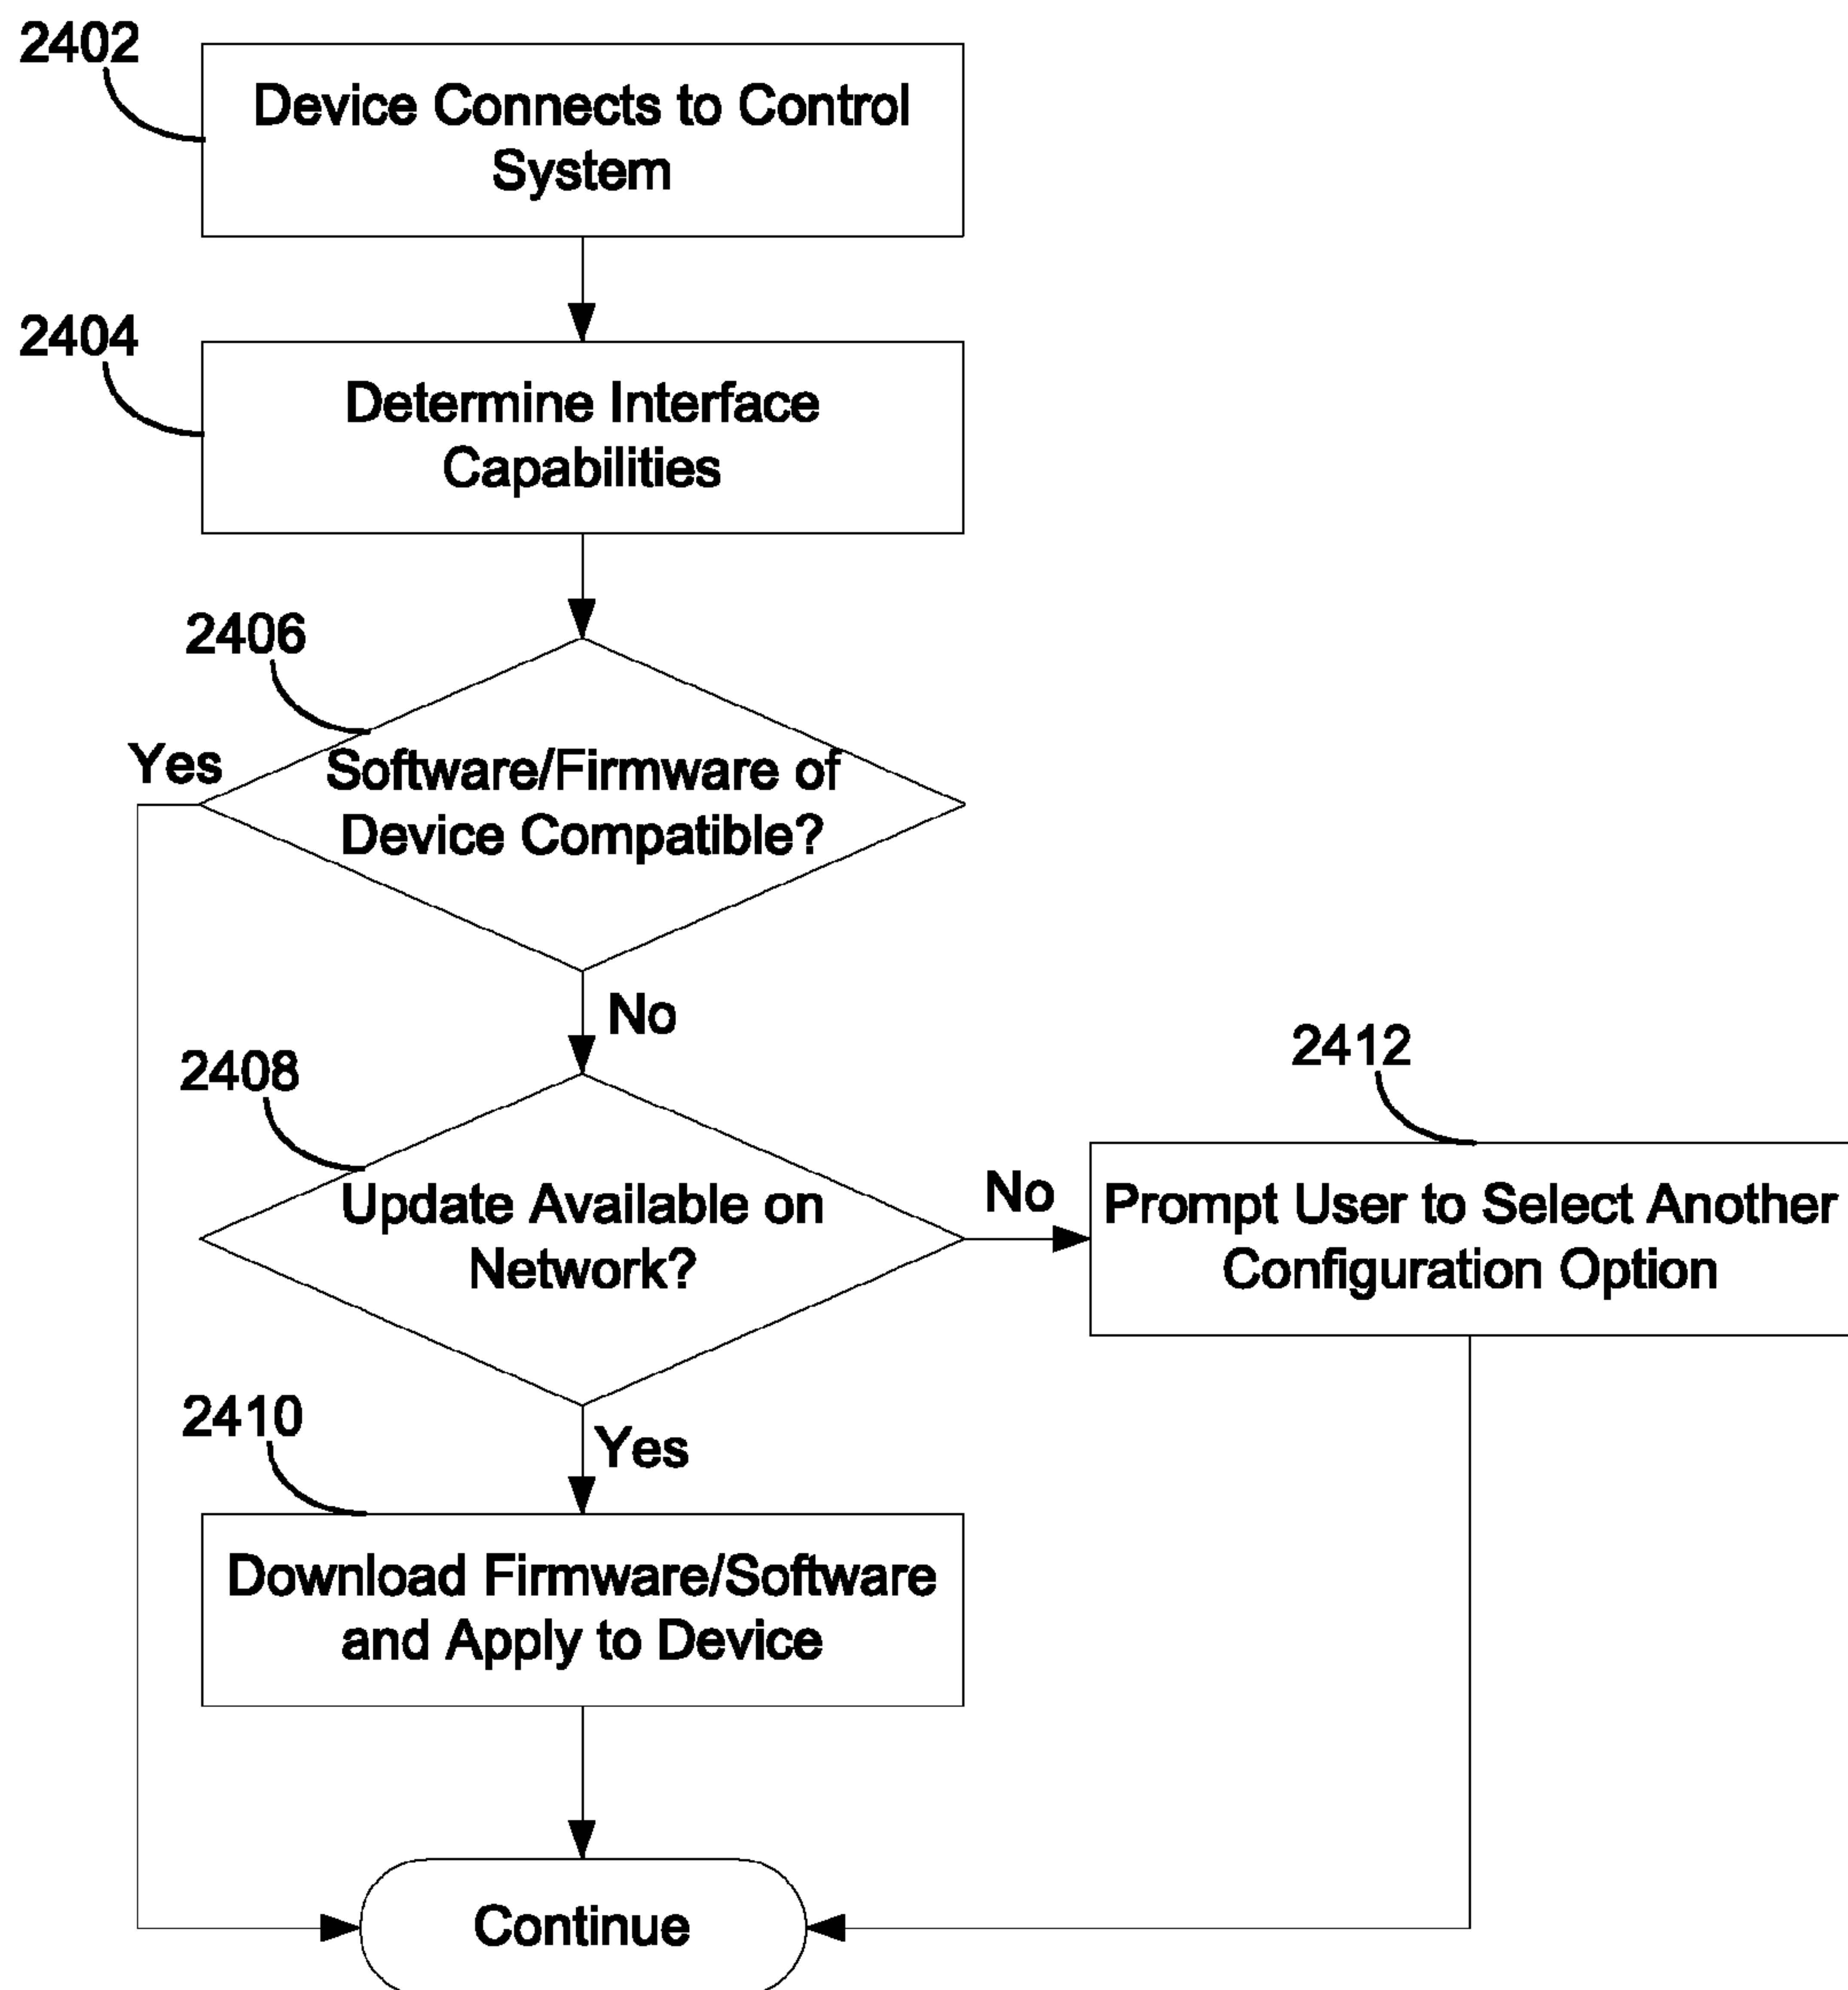 2402
Device Connects to Control
System
2404
Determine Interface
Capabilities
2406
Yes
Software/Firmware of
Device Compatible?
No
2408
Update Available on
Network?
No
2412
Prompt User to Select Another
Configuration Option
2410
Yes
Download Firmware/Software
and Apply to Device
Continue